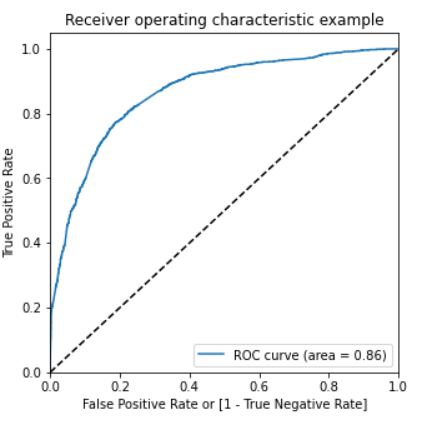 Receiver operating characteristic example
1.0
0.8
0.6
0.4
0.2
0.0
True Positive Rate
ROC curve (area = 0.86)
0.0 0.2 0.4 0.6 0.8 1.0
False Positive Rate or [1 - True Negative Rate]